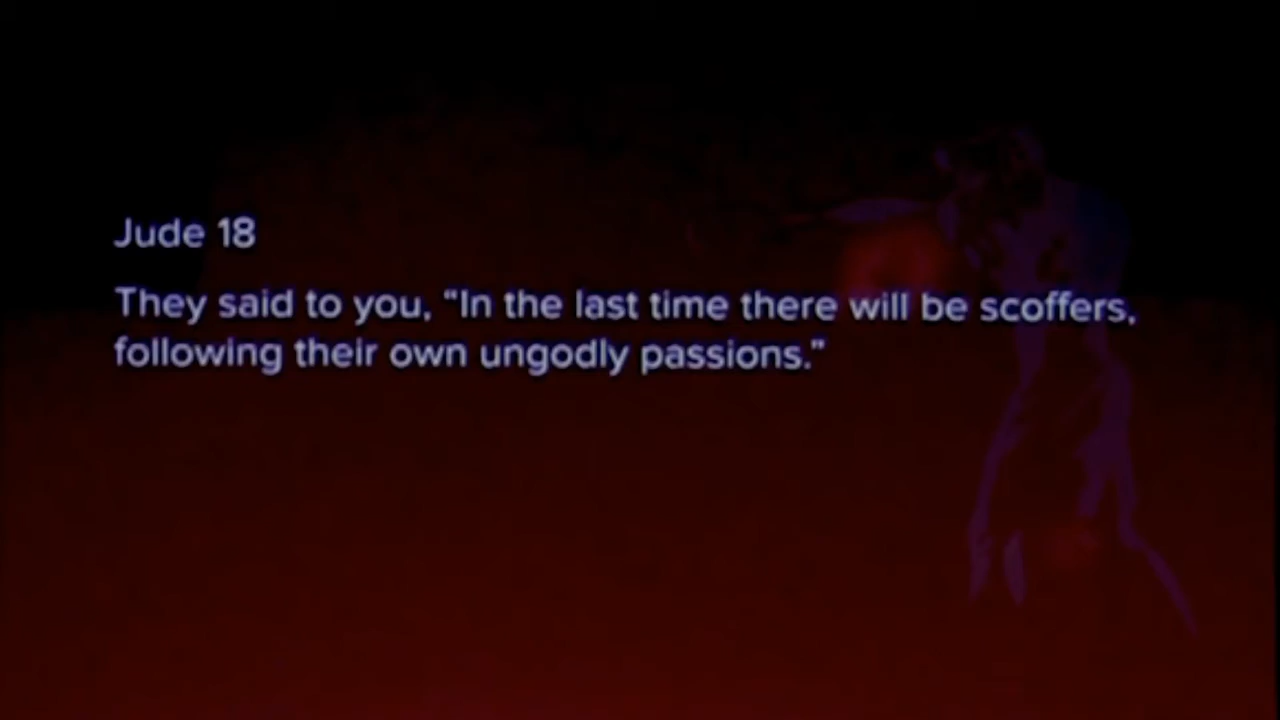 Jude 18
They said to you, “In the last time there will be scoffers,
following their own ungodly passions.”